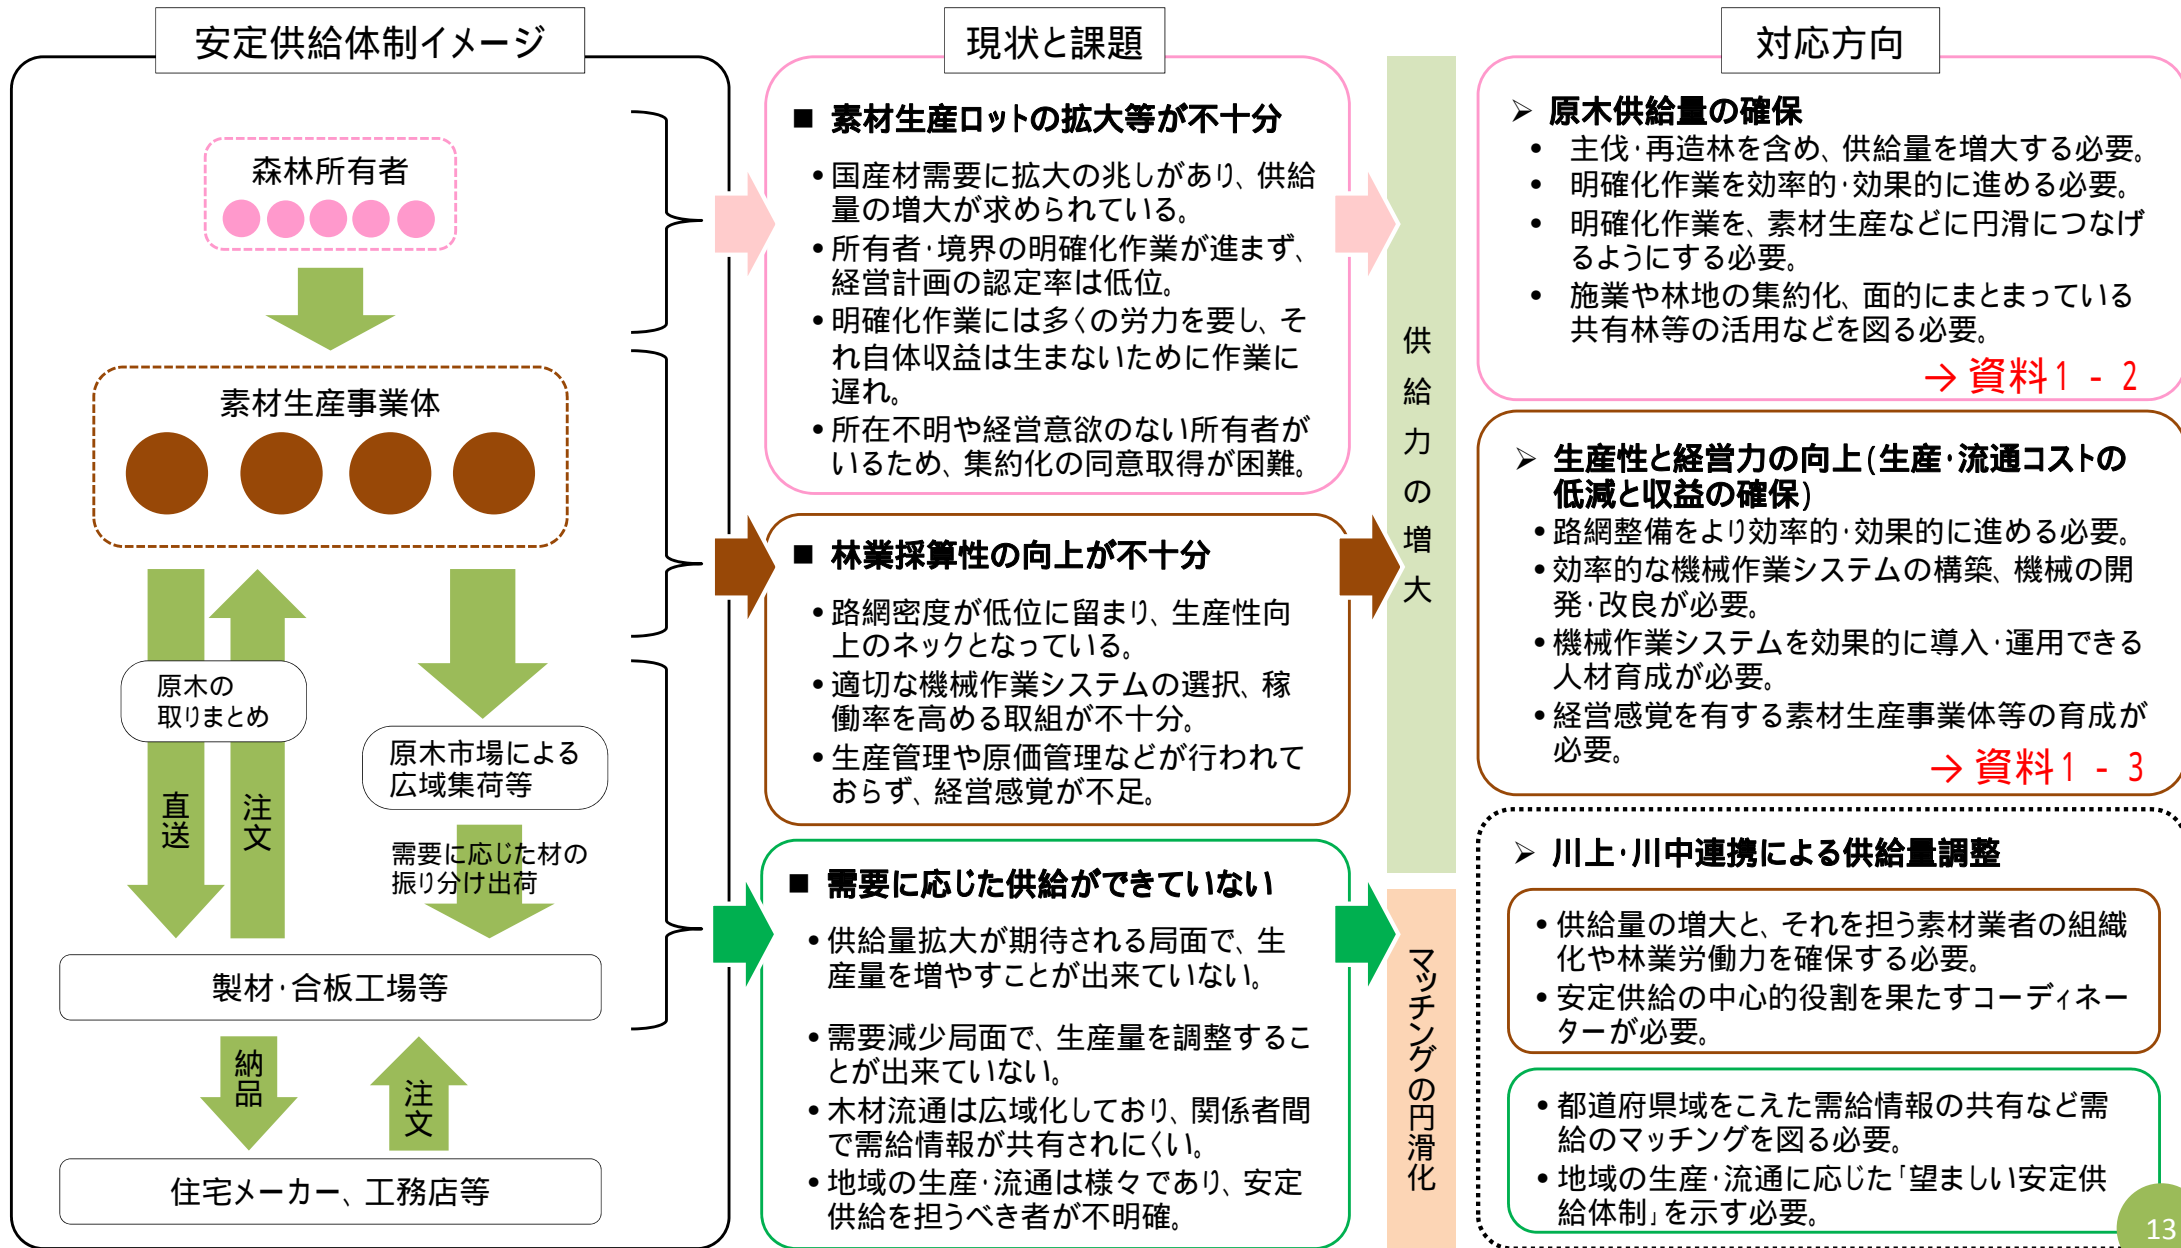 安定供給体制イメージ
森林所有者
素材生産事業体
原木の
取りまとめ
直送
注文
原木市場による
広域集荷等
需要に応じた材の
振り分け出荷
製材・合板工場等
納品
注文
住宅メーカー、工務店等
現状と課題
■ 素材生産ロットの拡大等が不十分
• 国産材需要に拡大の兆しがあり、供給
量の増大が求められている。
• 所有者・境界の明確化作業が進まず、
経営計画の認定率は低位。
• 明確化作業には多くの労力を要し、そ
れ自体収益は生まないために作業に
遅れ。
• 所在不明や経営意欲のない所有者が
いるため、集約化の同意取得が困難。
■ 林業採算性の向上が不十分
• 路網密度が低位に留まり、生産性向
上のネックとなっている。
• 適切な機械作業システムの選択、稼
働率を高める取組が不十分。
• 生産管理や原価管理などが行われて
おらず、経営感覚が不足。
■ 需要に応じた供給ができていない
• 供給量拡大が期待される局面で、生
産量を増やすことが出来ていない。
• 需要減少局面で、生産量を調整するこ
とが出来ていない。
• 木材流通は広域化しており、関係者間
で需給情報が共有されにくい。
• 地域の生産・流通は様々であり、安定
供給を担うべき者が不明確。
供給力の増大
マッチングの円滑化
対応方向
➢ 原木供給量の確保
• 主伐・再造林を含め、供給量を増大する必要。
• 明確化作業を効率的・効果的に進める必要。
• 明確化作業を、素材生産などに円滑につなげ
るようにする必要。
• 施業や林地の集約化、面的にまとまっている
共有林等の活用などを図る必要。
→資料1-2
➢ 生産性と経営力の向上(生産・流通コストの
低減と収益の確保)
• 路網整備をより効率的・効果的に進める必要。
• 効率的な機械作業システムの構築、機械の開
発・改良が必要。
• 機械作業システムを効果的に導入・運用できる
人材育成が必要。
• 経営感覚を有する素材生産事業体等の育成が
必要。
→資料1-3
➢ 川上・川中連携による供給量調整
• 供給量の増大と、それを担う素材業者の組織
化や林業労働力を確保する必要。
• 安定供給の中心的役割を果たすコーディネー
ターが必要。
• 都道府県域をこえた需給情報の共有など需
給のマッチングを図る必要。
• 地域の生産・流通に応じた「望ましい安定供
給体制」を示す必要。
13